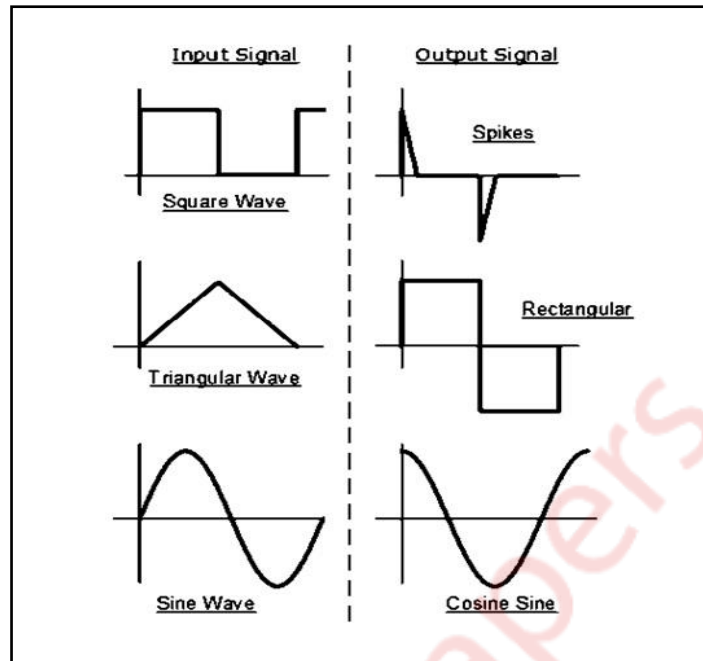 Input Signal
Output Signal
Spikes
Square Wave
Rectangular
Triangular Wave
Sine Wave
Cosine Sine